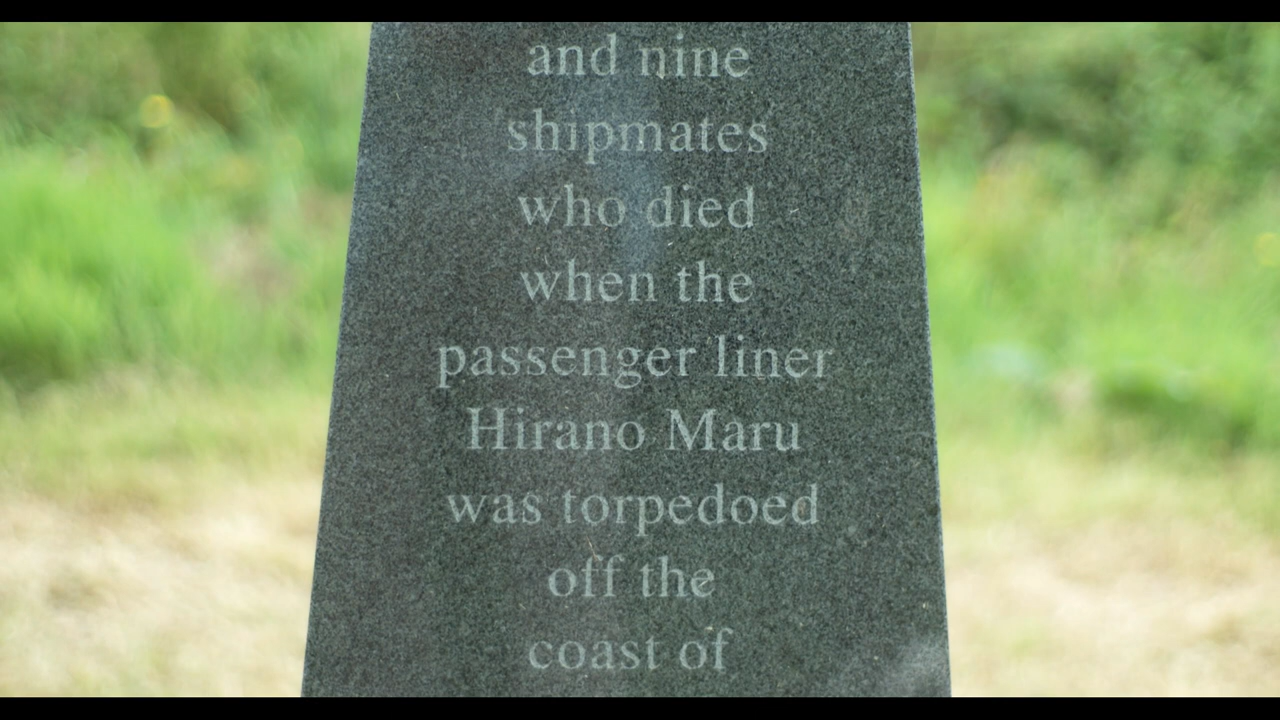 and nine
shipmates
who died
when the
passenger liner
Hirano Maru
was torpedoed
off the
coast of